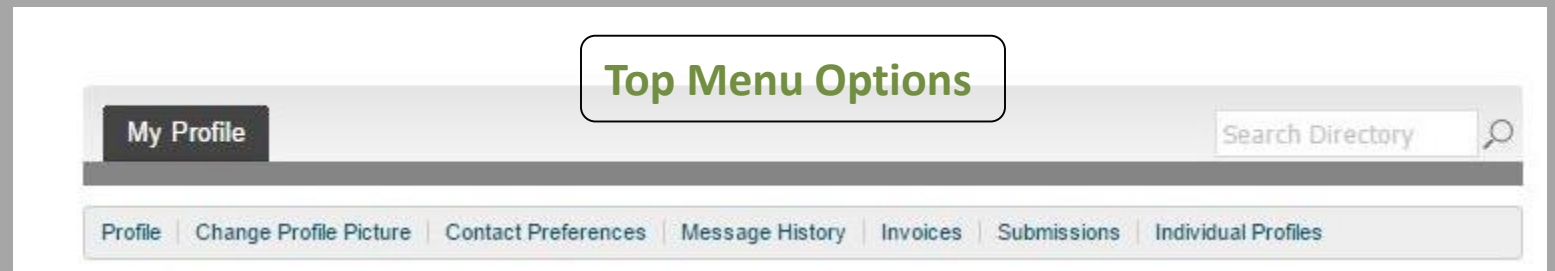 Top Menu Options
My Profile
Search Directory
Profile | Change Profile Picture | Contact Preferences | Message History | Invoices | Submissions | Individual Profiles